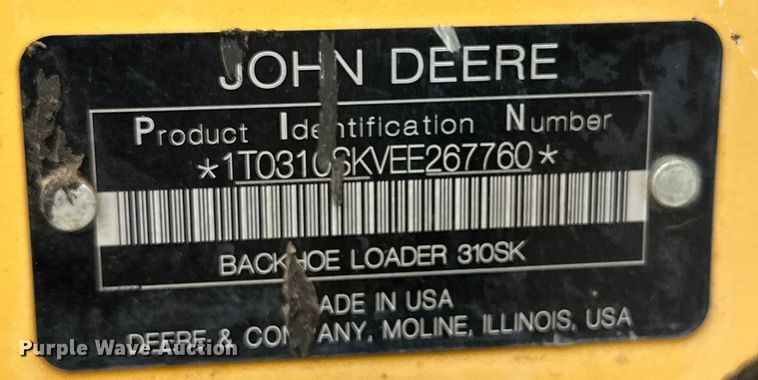 JOHN DEERE
Product Identification Number
*1T0310SKVEE267760*
BACKHOE LOADER 310SK
MADE IN USA
DEERE & COMPANY, MOLINE, ILLINOIS, USA
Purple Wave Auction